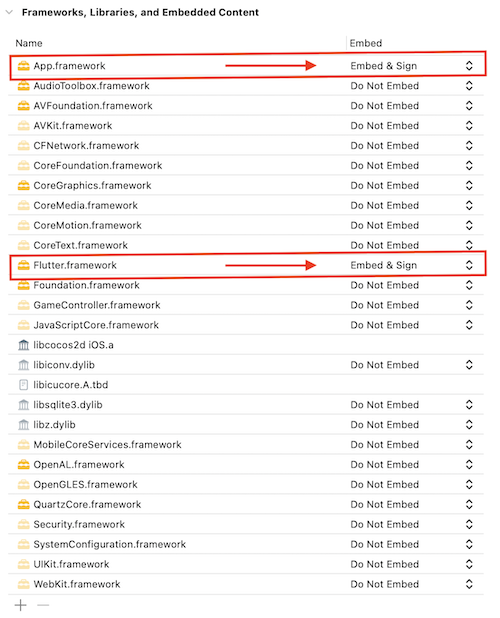 Frameworks, Libraries, and Embedded Content
Name Embed
App.framework Embed & Sign
AudioToolbox.framework Do Not Embed
AVFoundation.framework Do Not Embed
AVKit.framework Do Not Embed
CFNetwork.framework Do Not Embed
CoreFoundation.framework Do Not Embed
CoreGraphics.framework Do Not Embed
CoreMedia.framework Do Not Embed
CoreMotion.framework Do Not Embed
CoreText.framework Do Not Embed
Flutter.framework Embed & Sign
Foundation.framework Do Not Embed
GameController.framework Do Not Embed
JavaScriptCore.framework Do Not Embed
libcocos2d iOS.a
libiconv.dylib Do Not Embed
libicucore.A.tbd
libsqlite3.dylib Do Not Embed
libz.dylib Do Not Embed
MobileCoreServices.framework Do Not Embed
OpenAL.framework Do Not Embed
OpenGLES.framework Do Not Embed
QuartzCore.framework Do Not Embed
Security.framework Do Not Embed
SystemConfiguration.framework Do Not Embed
UIKit.framework Do Not Embed
WebKit.framework Do Not Embed